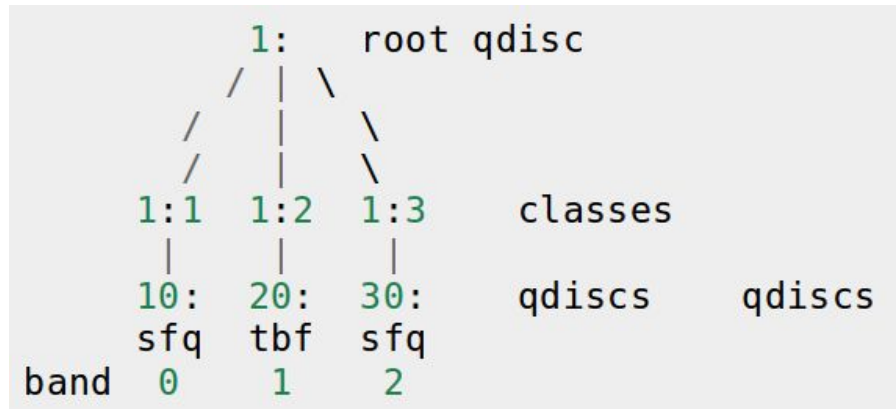 1:   root qdisc
/ | \
/   |   \
/   |   \
1:1  1:2  1:3    classes
|    |    |
10:  20:  30:    qdiscs    qdiscs
sfq  tbf  sfq
band  0    1    2